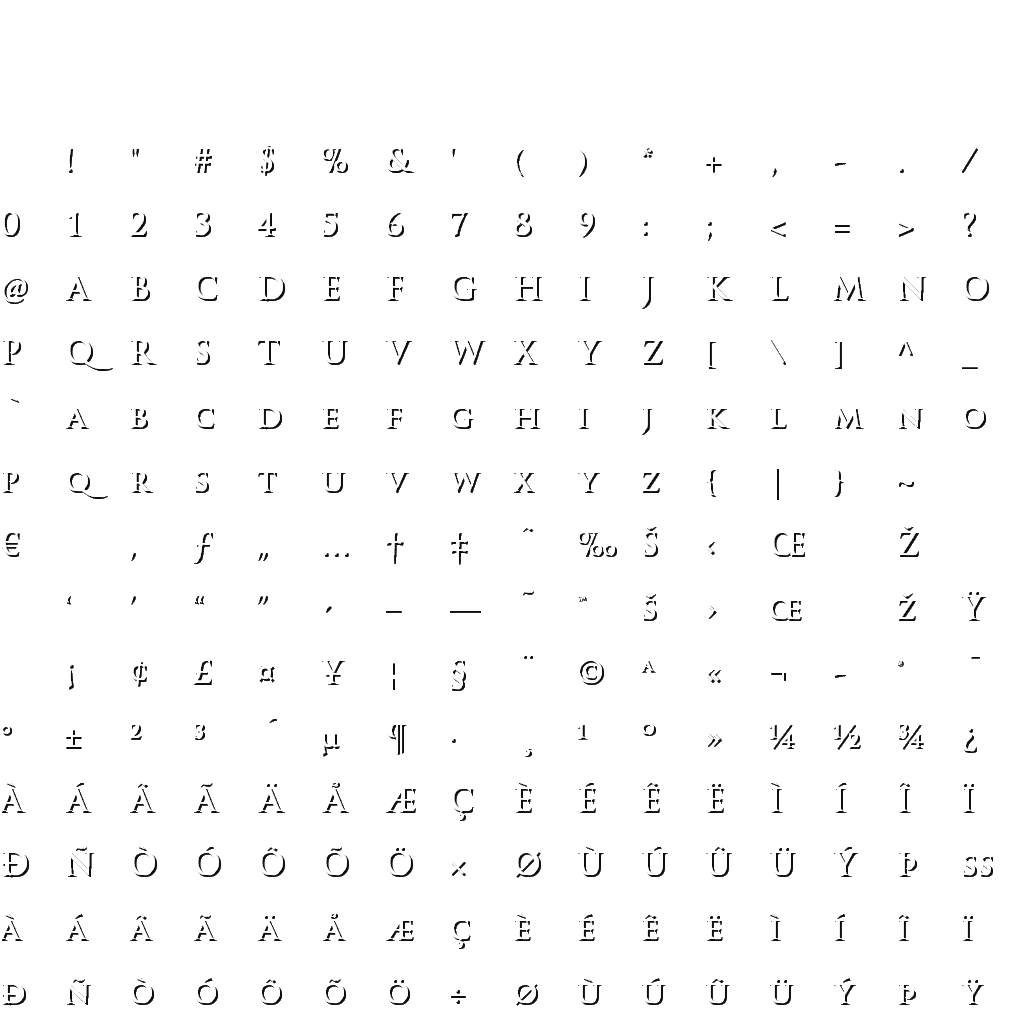 ! " # $ % & ' ( ) * + , - . /
0 1 2 3 4 5 6 7 8 9 : ; < = > ?
@ A B C D E F G H I J K L M N O
P Q R S T U V W X Y Z [ \ ] ^ _
` A B C D E F G H I J K L M N O
P Q R S T U V W X Y Z { | } ~
€ ‚ ƒ „ … † ‡ ˆ ‰ Š ‹ Œ Ž
‘ ’ “ ” • – — ˜ ™ Š › Œ Ž Ÿ
¡ ¢ £ ¤ ¥ ¦ § ¨ © ª « ¬ - ® ¯
° ± ² ³ ´ µ ¶ · ¸ ¹ º » ¼ ½ ¾ ¿
À Á Â Ã Ä Å Æ Ç È É Ê Ë Ì Í Î Ï
Ð Ñ Ò Ó Ô Õ Ö × Ø Ù Ú Û Ü Ý Þ SS
À Á Â Ã Ä Å Æ Ç È É Ê Ë Ì Í Î Ï
Ð Ñ Ò Ó Ô Õ Ö ÷ Ø Ù Ú Û Ü Ý Þ Ÿ